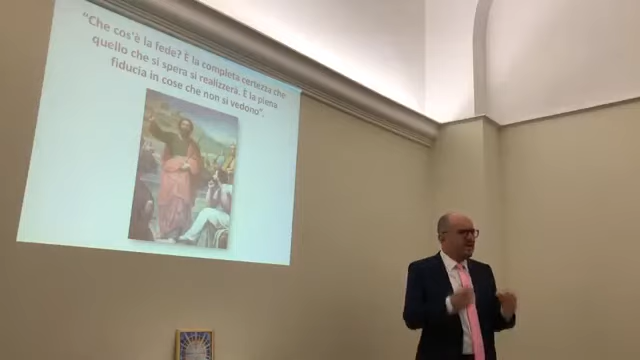 “Che cos’è la fede? È la completa certezza che
quello che si spera si realizzerà. È la piena
fiducia in cose che non si vedono”.